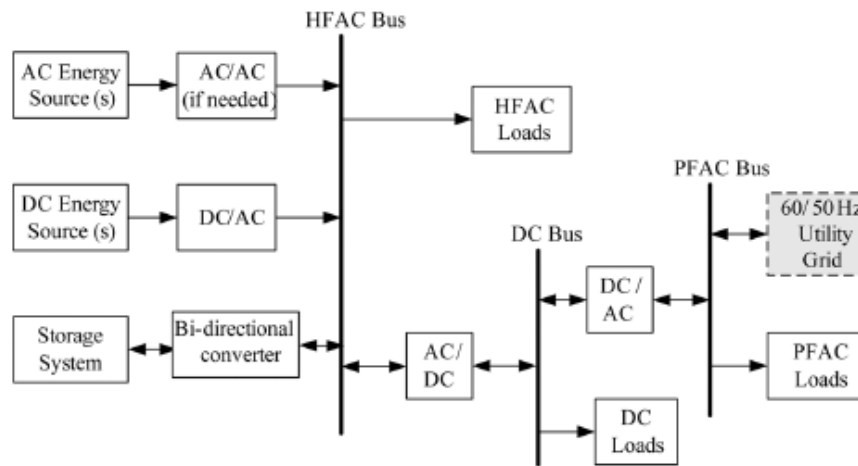 HFAC Bus
AC Energy
Source (s)
AC/AC
(if needed)
HFAC
Loads
PFAC Bus
DC Energy
Source (s)
DC/AC
60/50 Hz
Utility
Grid
DC Bus
DC /
AC
Storage
System
Bi-directional
converter
AC/
DC
PFAC
Loads
DC
Loads